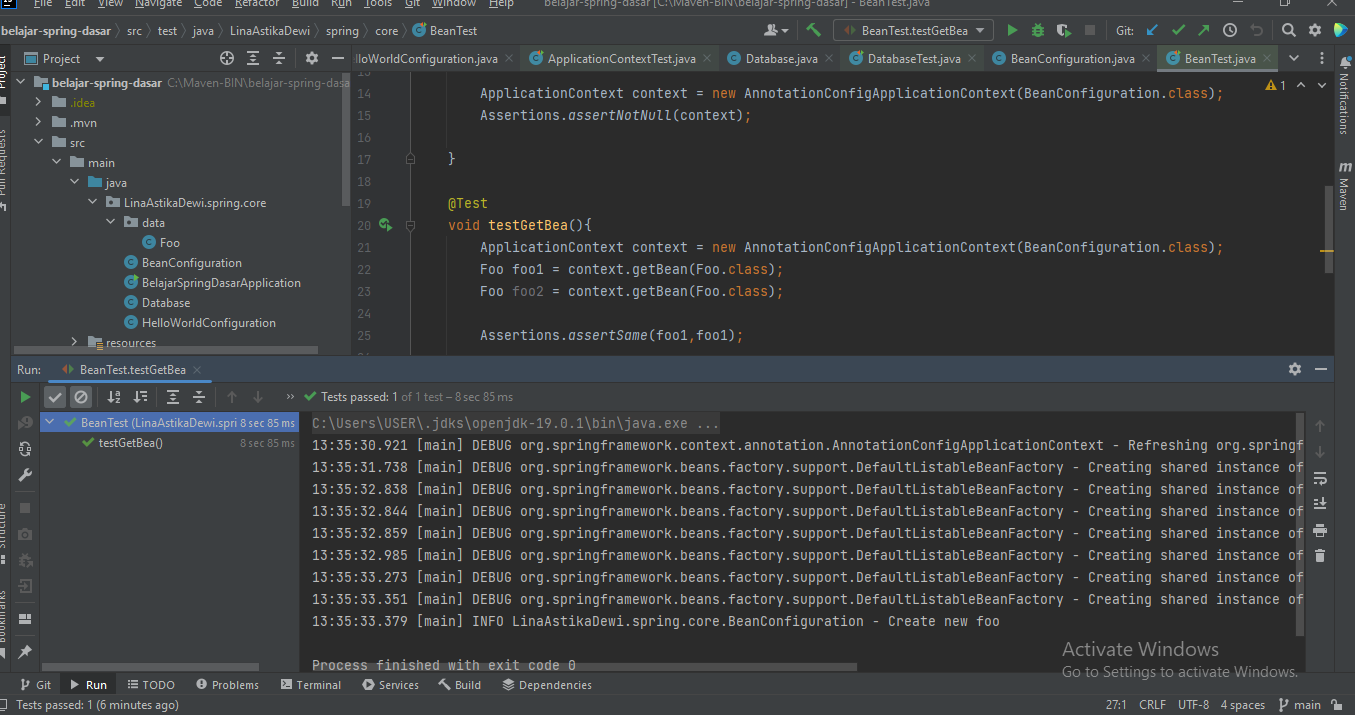 File Edit View Navigate Code Refactor Build Run Tools Git Window Help belajar-spring-dasar [C:\Maven-BIN\belajar-spring-dasar] - BeanTest.java
belajar-spring-dasar src test java LinaAstikaDewi spring core BeanTest BeanTest.testGetBea Git:
Project
Project
lloWorldConfiguration.java ApplicationContextTest.java Database.java DatabaseTest.java BeanConfiguration.java BeanTest.java
belajar-spring-dasar C:\Maven-BIN\belajar-spring-dasa
.idea
.mvn
src
main
java
LinaAstikaDewi.spring.core
data
Foo
BeanConfiguration
BelajarSpringDasarApplication
Database
HelloWorldConfiguration
resources
Pull Requests
13
14 ApplicationContext context = new AnnotationConfigApplicationContext(BeanConfiguration.class);
1
15 Assertions.assertNotNull(context);
16
17 }
18
19 @Test
20 void testGetBea(){
21 ApplicationContext context = new AnnotationConfigApplicationContext(BeanConfiguration.class);
22 Foo foo1 = context.getBean(Foo.class);
23 Foo foo2 = context.getBean(Foo.class);
24
25 Assertions.assertSame(foo1,foo1);
Notifications
m
Maven
Run: BeanTest.testGetBea
Tests passed: 1 of 1 test – 8 sec 85 ms
BeanTest (LinaAstikaDewi.spri 8 sec 85 ms
testGetBea() 8 sec 85 ms
C:\Users\USER\.jdks\openjdk-19.0.1\bin\java.exe ...
13:35:30.921 [main] DEBUG org.springframework.context.annotation.AnnotationConfigApplicationContext - Refreshing org.springf
13:35:31.738 [main] DEBUG org.springframework.beans.factory.support.DefaultListableBeanFactory - Creating shared instance of
13:35:32.838 [main] DEBUG org.springframework.beans.factory.support.DefaultListableBeanFactory - Creating shared instance of
13:35:32.844 [main] DEBUG org.springframework.beans.factory.support.DefaultListableBeanFactory - Creating shared instance of
13:35:32.859 [main] DEBUG org.springframework.beans.factory.support.DefaultListableBeanFactory - Creating shared instance of
13:35:32.985 [main] DEBUG org.springframework.beans.factory.support.DefaultListableBeanFactory - Creating shared instance of
13:35:33.273 [main] DEBUG org.springframework.beans.factory.support.DefaultListableBeanFactory - Creating shared instance of
13:35:33.351 [main] DEBUG org.springframework.beans.factory.support.DefaultListableBeanFactory - Creating shared instance of
13:35:33.379 [main] INFO LinaAstikaDewi.spring.core.BeanConfiguration - Create new foo
Process finished with exit code 0
Structure
Bookmarks
Activate Windows
Go to Settings to activate Windows.
Git Run TODO Problems Terminal Services Build Dependencies
Tests passed: 1 (6 minutes ago) 27:1 CRLF UTF-8 4 spaces main